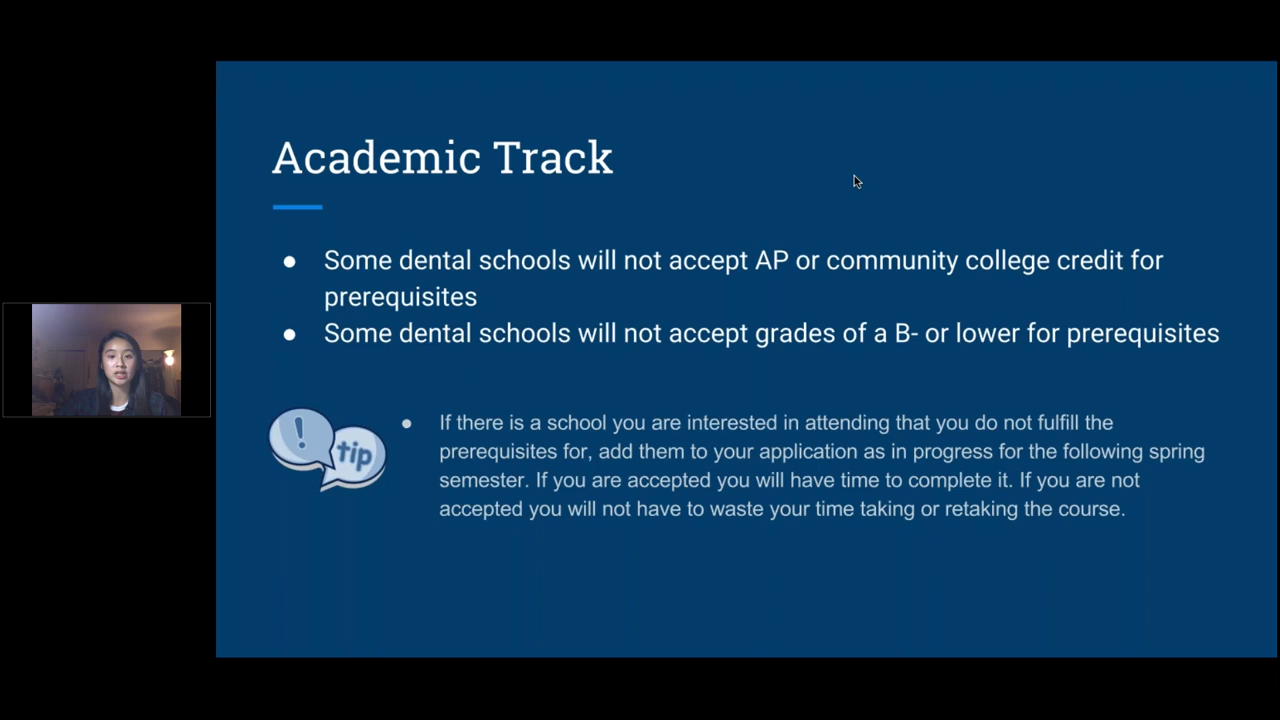 Academic Track
● Some dental schools will not accept AP or community college credit for
prerequisites
● Some dental schools will not accept grades of a B- or lower for prerequisites
! tip
● If there is a school you are interested in attending that you do not fulfill the
prerequisites for, add them to your application as in progress for the following spring
semester. If you are accepted you will have time to complete it. If you are not
accepted you will not have to waste your time taking or retaking the course.